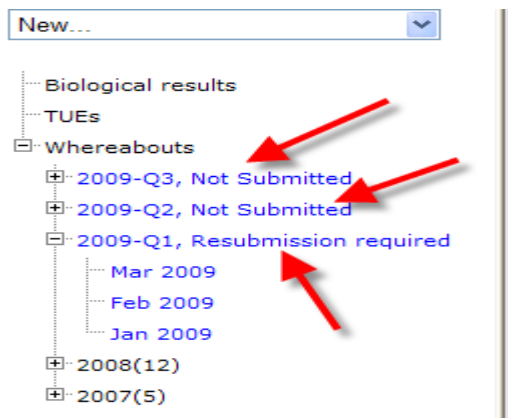 New...
Biological results
TUEs
Whereabouts
2009-Q3, Not Submitted
2009-Q2, Not Submitted
2009-Q1, Resubmission required
Mar 2009
Feb 2009
Jan 2009
2008(12)
2007(5)